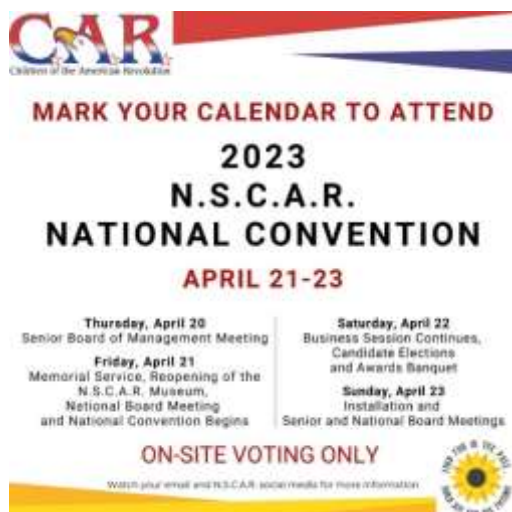 C.A.R.
Children of the American Revolution
MARK YOUR CALENDAR TO ATTEND
2023
N.S.C.A.R.
NATIONAL CONVENTION
APRIL 21-23
Thursday, April 20
Senior Board of Management Meeting
Friday, April 21
Memorial Service, Reopening of the
N.S.C.A.R. Museum,
National Board Meeting
and National Convention Begins
Saturday, April 22
Business Session Continues,
Candidate Elections
and Awards Banquet
Sunday, April 23
Installation and
Senior and National Board Meetings
ON-SITE VOTING ONLY
Watch your email and N.S.C.A.R. social media for more information